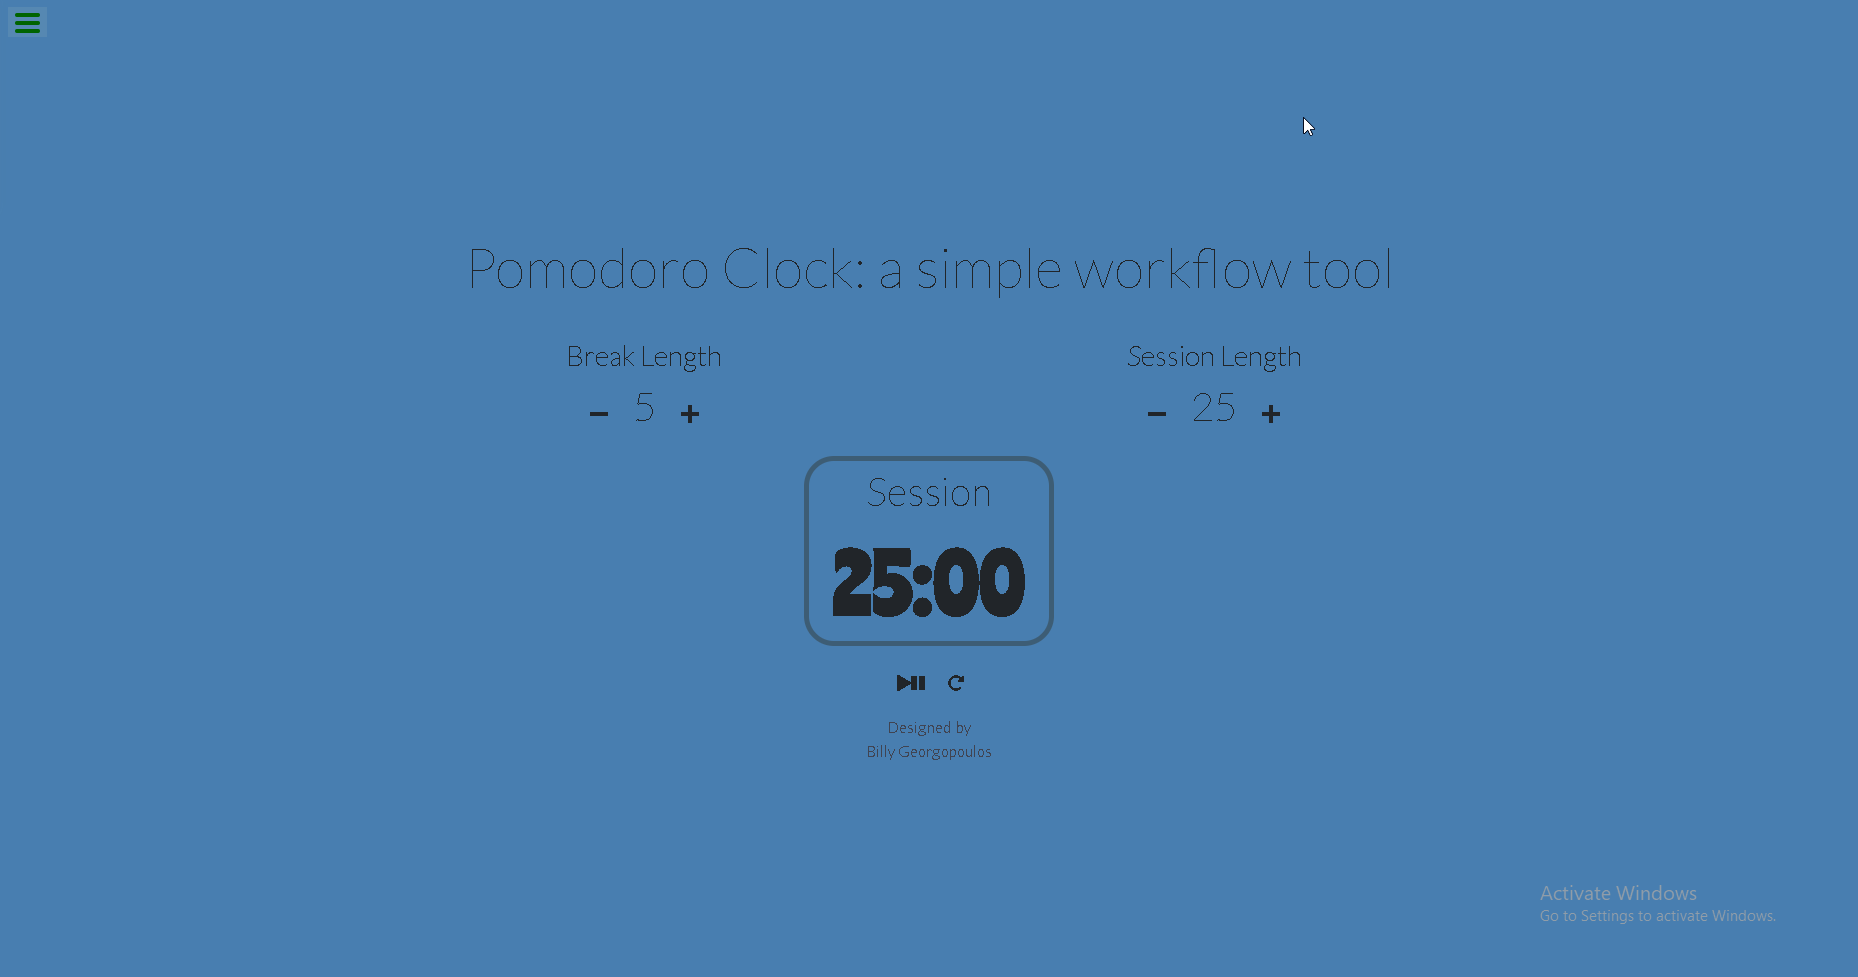 Pomodoro Clock: a simple workflow tool
Break Length
5
Session Length
25
Session
25:00
Designed by
Billy Georgopoulos
Activate Windows
Go to Settings to activate Windows.